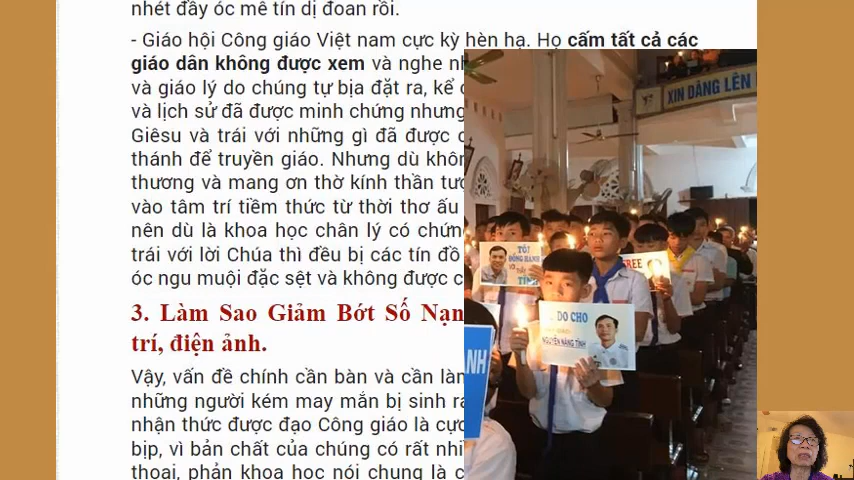 nhét đầy óc mê tín dị đoan rồi.
- Giáo hội Công giáo Việt nam cực kỳ hèn hạ. Họ cấm tất cả các
giáo dân không được xem và nghe
và giáo lý do chúng tự bịa đặt ra, kể
và lịch sử đã được minh chứng nhưng
Giêsu và trái với những gì đã được
thánh để truyền giáo. Nhưng dù
thương và mang ơn thờ kính thần
vào tâm trí tiềm thức từ thời thơ ấu
nên dù là khoa học chân lý có
trái với lời Chúa thì đều bị các tín đồ
óc ngu muội đặc sệt và không được
3. Làm Sao Giảm Bớt Số Nạn
trí, điện ảnh.
Vậy, vấn đề chính cần bàn và cần
những người kém may mắn bị sinh
nhận thức được đạo Công giáo là
bịp, vì bản chất của chúng có rất
thoại, phản khoa học nói chung là
XIN DÂNG LÊN
TÔI
ĐỒNG HÀNH
TỈNH
FREE
DO CHO
NGUYỄN NĂNG TĨNH
NH